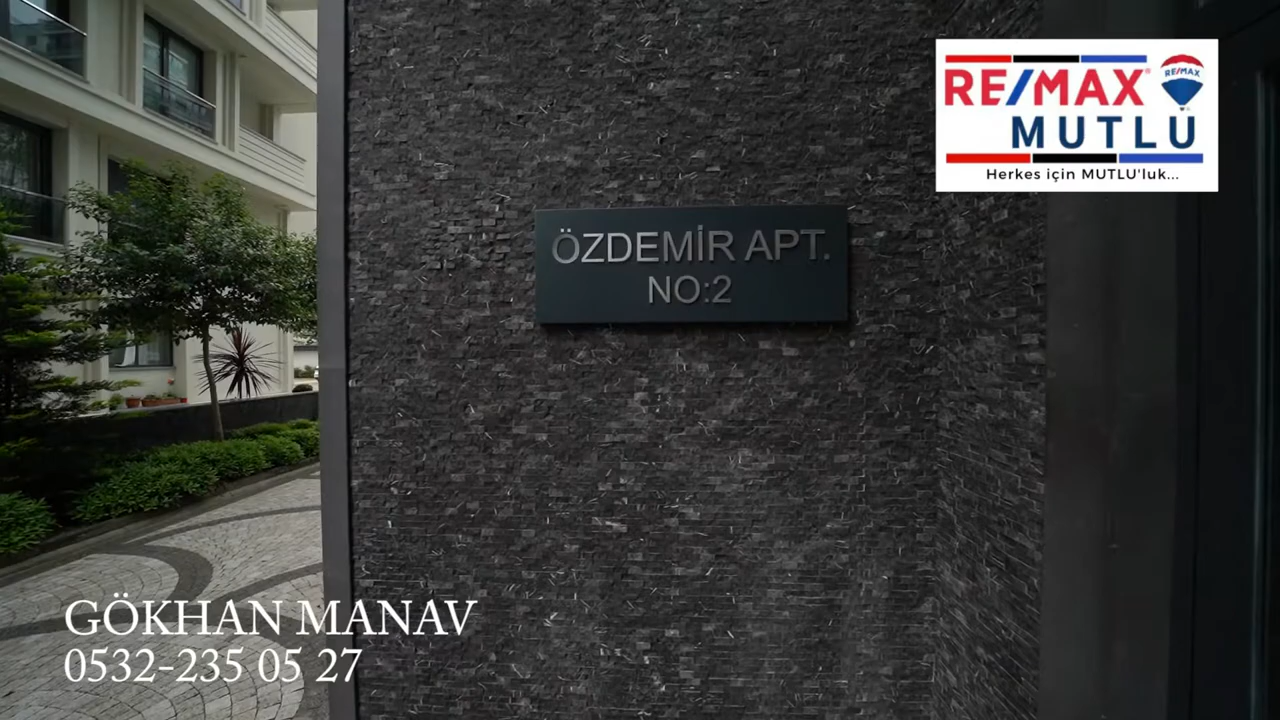 RE/MAX
RE/MAX
MUTLU
Herkes için MUTLU'luk...
ÖZDEMİR APT.
NO:2
GÖKHAN MANAV
0532-235 05 27